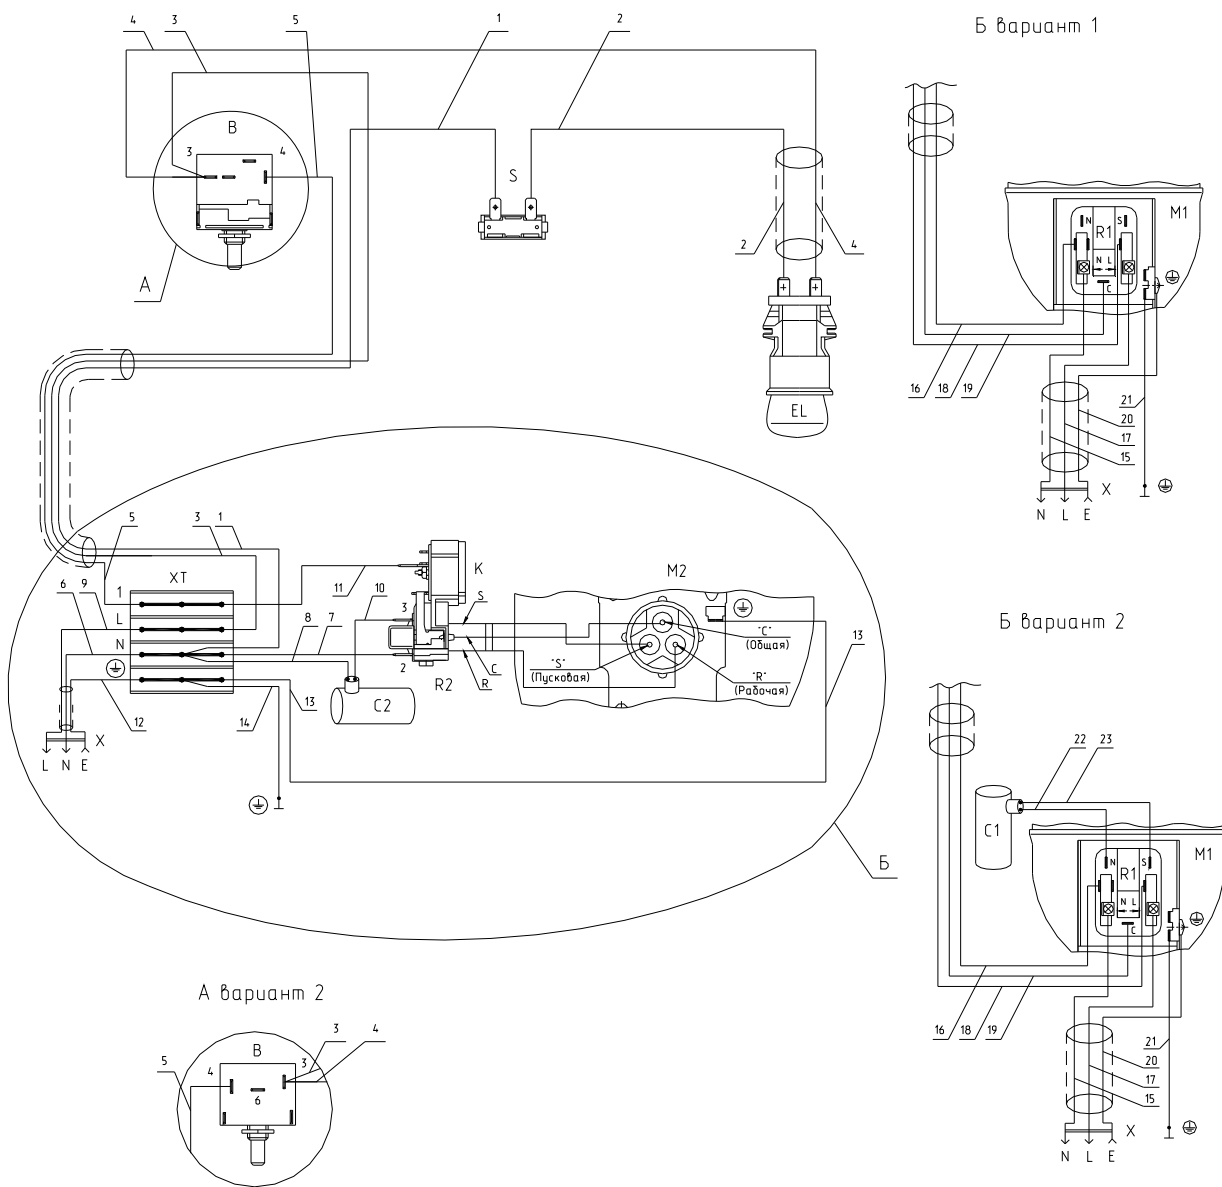 4
3
5
1
2
Б вариант 1
B
3
4
S
A
2
4
EL
M1
N
S
R1
N L
C
16
18
19
21
20
17
15
X
N L E
5
3
1
6
9
XT
1
L
N
11
10
K
8
7
3
2
S
C
R
R2
M2
"C"
(Общая)
"S"
(Пусковая)
"R"
(Рабочая)
13
C2
12
14
13
X
L N E
Б
Б вариант 2
22
23
C1
M1
N
S
R1
N L
C
16
18
19
21
20
17
15
X
N L E
A вариант 2
B
3
4
5
4
3
6